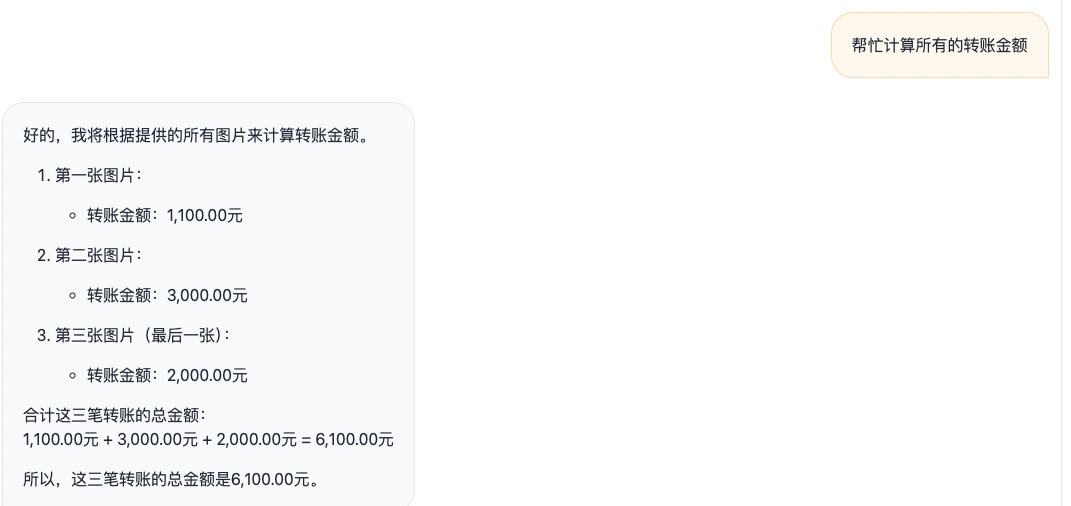 帮忙计算所有的转账金额
好的，我将根据提供的所有图片来计算转账金额。
1. 第一张图片：
◦ 转账金额：1,100.00元
2. 第二张图片：
◦ 转账金额：3,000.00元
3. 第三张图片（最后一张）：
◦ 转账金额：2,000.00元
合计这三笔转账的总金额：
1,100.00元 + 3,000.00元 + 2,000.00元 = 6,100.00元
所以，这三笔转账的总金额是6,100.00元。